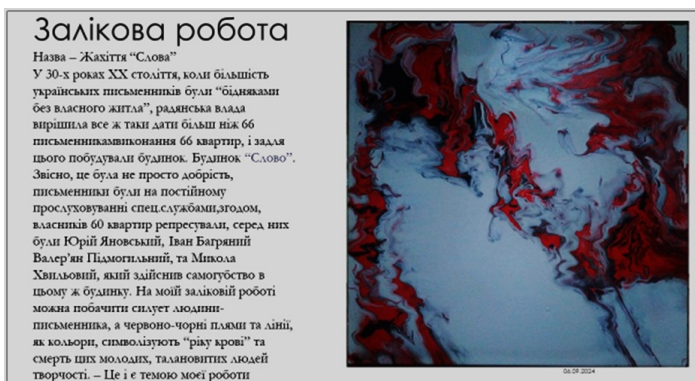 Залікова робота
Назва – Жахіття “Слова”
У 30-х роках XX століття, коли більшість
українських письменників були “бідняками
без власного житла”, радянська влада
вирішила все ж таки дати більш ніж 66
письменникамвиконання 66 квартир, і задля
цього побудували будинок. Будинок “Слово”.
Звісно, це була не просто добрість,
письменники були на постійному
прослуховуванні спец.службами,згодом,
власників 60 квартир репресували, серед них
були Юрій Яновський, Іван Багряний
Валер’ян Підмогильний, та Микола
Хвильовий, який здійснив самогубство в
цьому ж будинку. На моїй заліковій роботі
можна побачити силует людини-
письменника, а червоно-чорні плями та лінії,
як кольори, символізують “ріку крові” та
смерть цих молодих, талановитих людей
творчості. – Це і є темою моєї роботи
06.09.2024